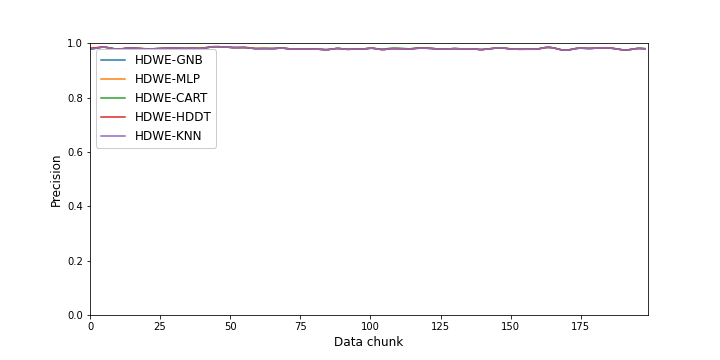 1.0
0.8
0.6
0.4
0.2
0.0
Precision
HDWE-GNB
HDWE-MLP
HDWE-CART
HDWE-HDDT
HDWE-KNN
0 25 50 75 100 125 150 175
Data chunk